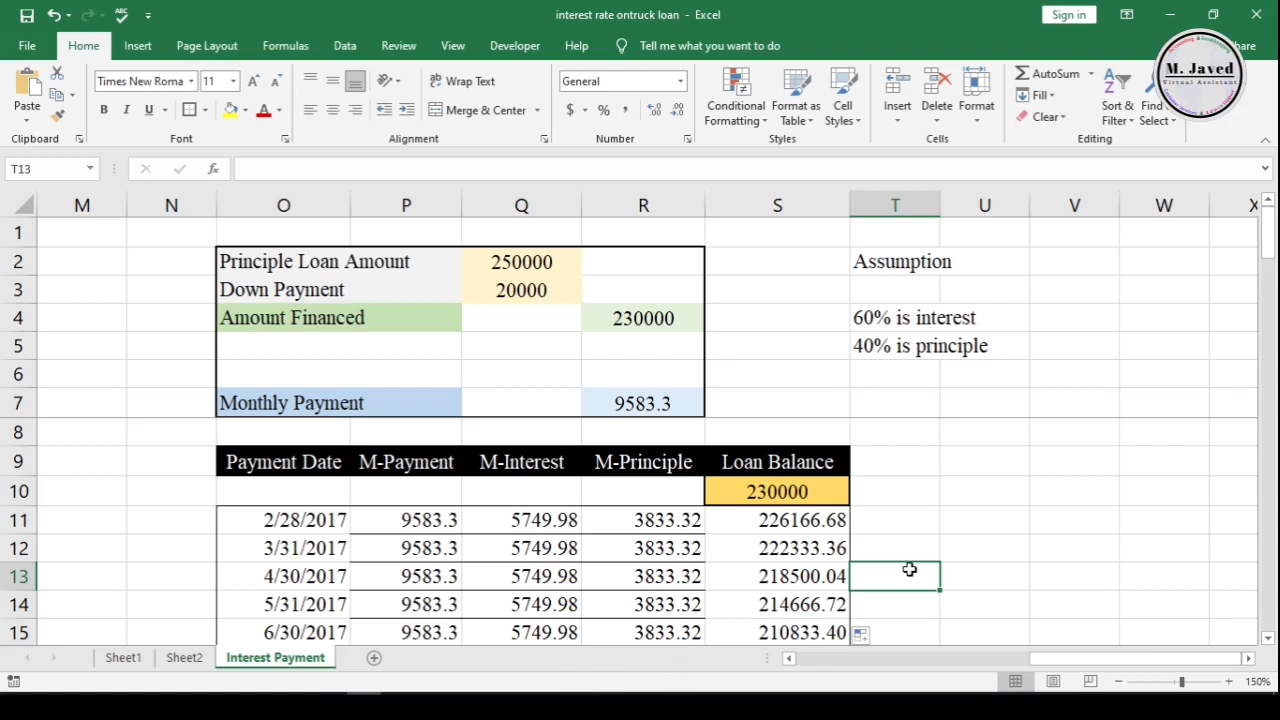 interest rate ontruck loan - Excel
Sign in
File Home Insert Page Layout Formulas Data Review View Developer Help Tell me what you want to do Share
M. Javed
Virtual Assistant
Paste
Times New Roma 11
Wrap Text
General
Conditional Formatting
Format as Table
Cell Styles
Insert
Delete
Format
AutoSum
Fill
Clear
Sort & Filter
Find
Select
B I U
Merge & Center
$ % ,
Clipboard Font Alignment Number Styles Cells Editing
T13
fx
M N O P Q R S T U V W X
1
2 Principle Loan Amount 250000 Assumption
3 Down Payment 20000
4 Amount Financed 230000 60% is interest
5 40% is principle
6
7 Monthly Payment 9583.3
8
9 Payment Date M-Payment M-Interest M-Principle Loan Balance
10 230000
11 2/28/2017 9583.3 5749.98 3833.32 226166.68
12 3/31/2017 9583.3 5749.98 3833.32 222333.36
13 4/30/2017 9583.3 5749.98 3833.32 218500.04
14 5/31/2017 9583.3 5749.98 3833.32 214666.72
15 6/30/2017 9583.3 5749.98 3833.32 210833.40
Sheet1 Sheet2 Interest Payment
150%